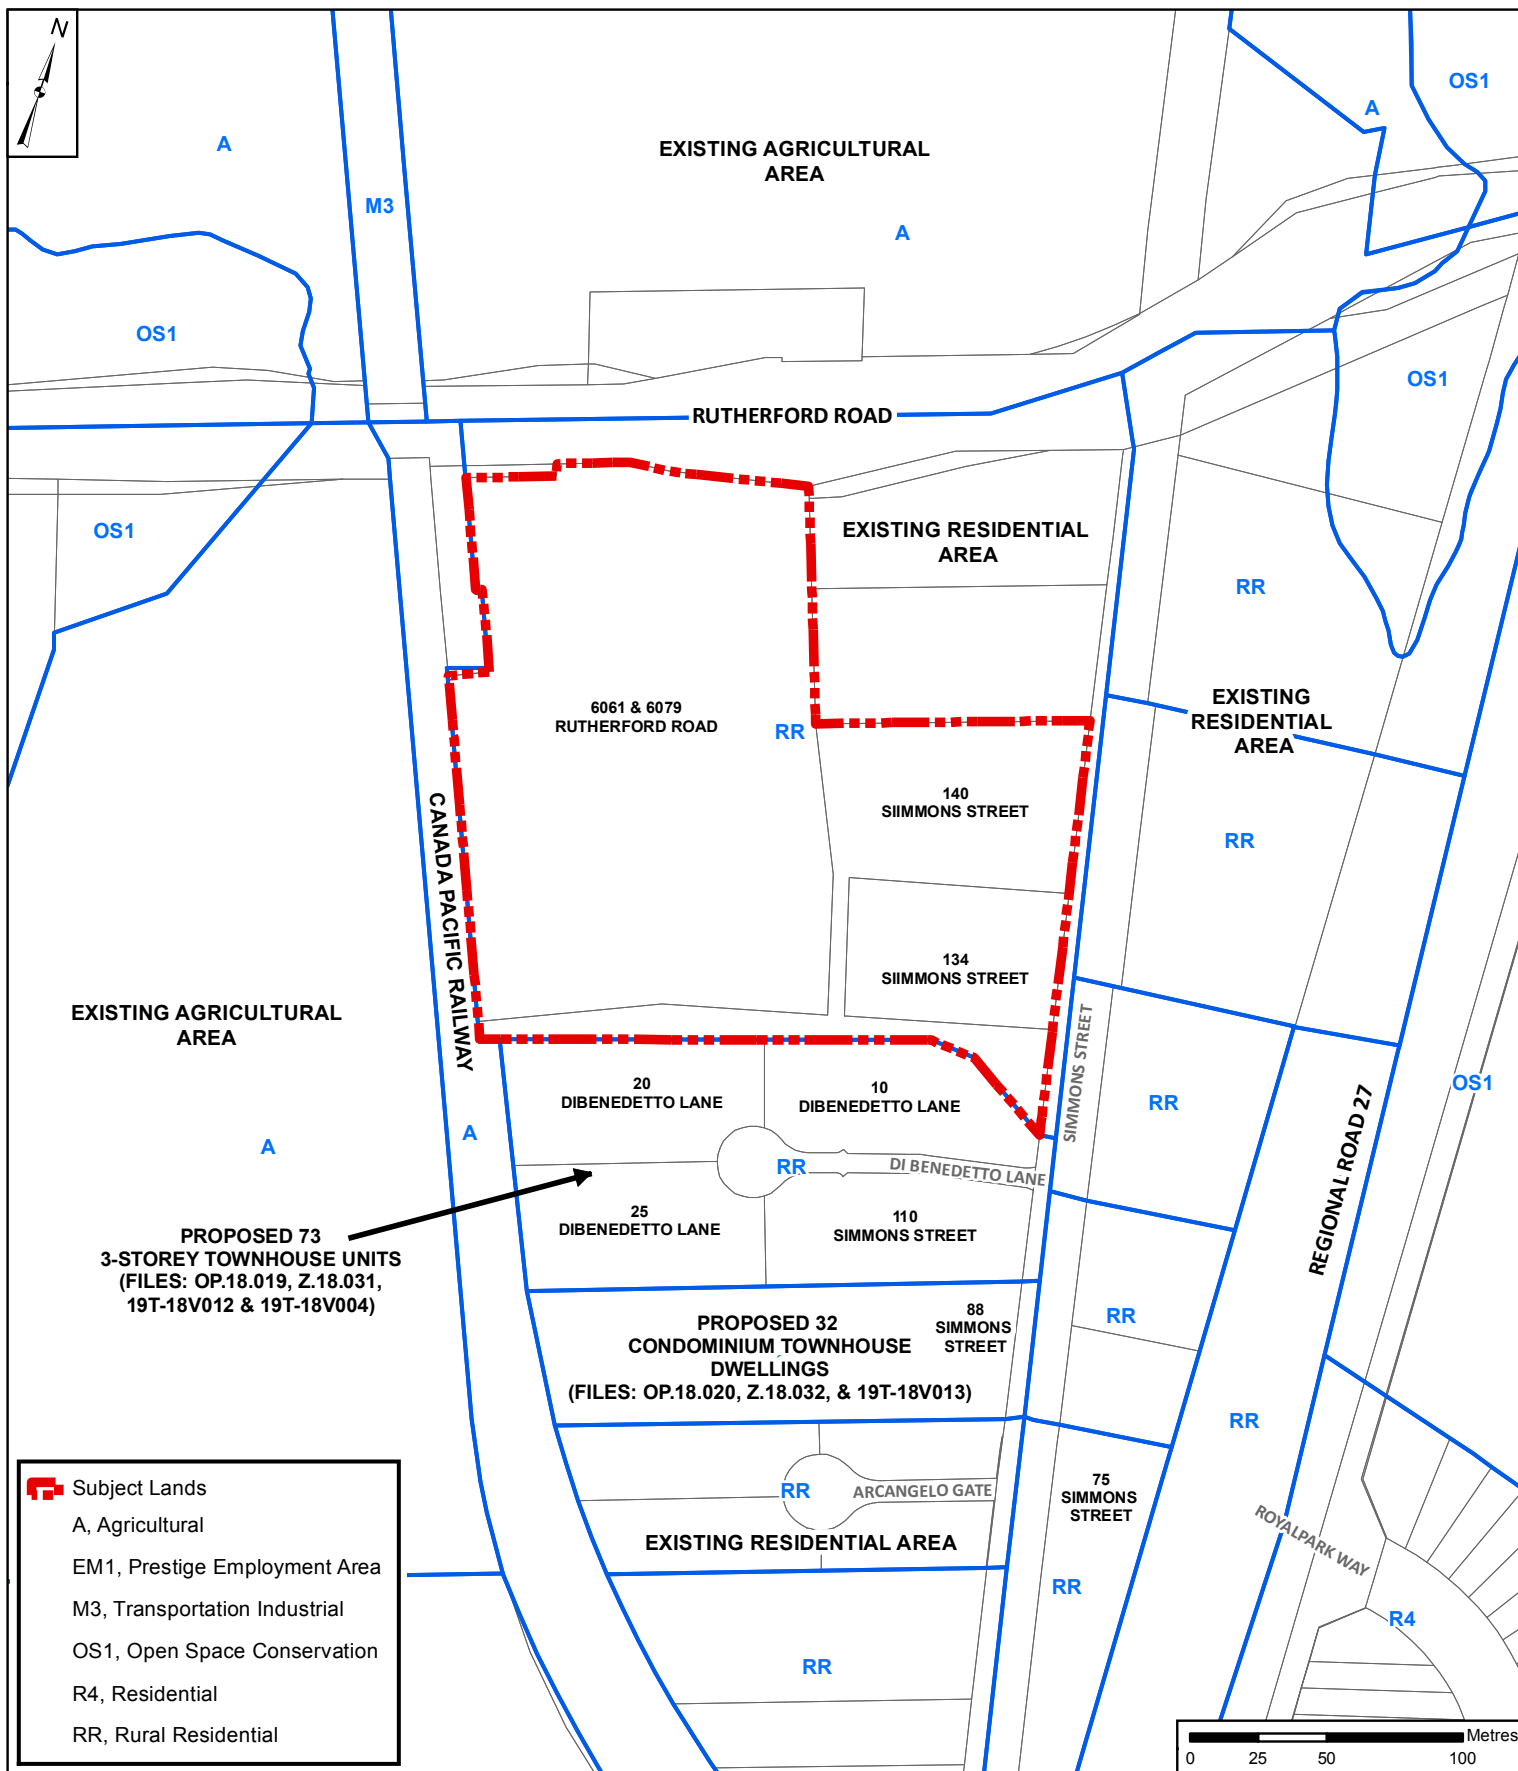 N
A
OS1
A
EXISTING AGRICULTURAL
AREA
M3
A
OS1
OS1
RUTHERFORD ROAD
OS1
EXISTING RESIDENTIAL
AREA
RR
6061 & 6079
RUTHERFORD ROAD
RR
EXISTING
RESIDENTIAL
AREA
140
SIIMMONS STREET
RR
CANADA PACIFIC RAILWAY
134
SIIMMONS STREET
EXISTING AGRICULTURAL
AREA
SIMMONS STREET
20
DIBENEDETTO LANE
10
DIBENEDETTO LANE
RR
OS1
REGIONAL ROAD 27
A
A
RR
DI BENEDETTO LANE
25
DIBENEDETTO LANE
110
SIMMONS STREET
PROPOSED 73
3-STOREY TOWNHOUSE UNITS
(FILES: OP.18.019, Z.18.031,
19T-18V012 & 19T-18V004)
88
SIMMONS
STREET
RR
PROPOSED 32
CONDOMINIUM TOWNHOUSE
DWELLINGS
(FILES: OP.18.020, Z.18.032, & 19T-18V013)
RR
RR
ARCANGELO GATE
75
SIMMONS
STREET
EXISTING RESIDENTIAL AREA
ROYALPARK WAY
RR
R4
RR
Subject Lands
A, Agricultural
EM1, Prestige Employment Area
M3, Transportation Industrial
OS1, Open Space Conservation
R4, Residential
RR, Rural Residential
Metres
0 25 50 100